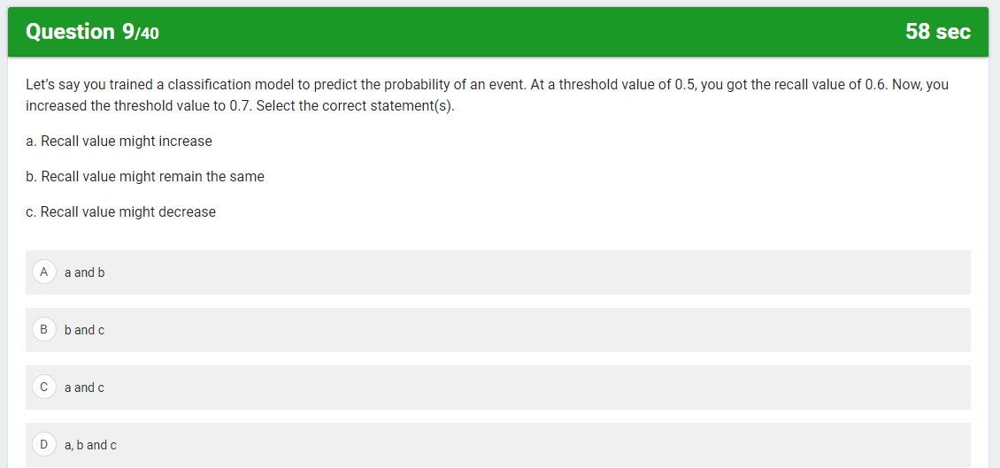 Question 9/40
58 sec
Let’s say you trained a classification model to predict the probability of an event. At a threshold value of 0.5, you got the recall value of 0.6. Now, you
increased the threshold value to 0.7. Select the correct statement(s).
a. Recall value might increase
b. Recall value might remain the same
c. Recall value might decrease
A a and b
B b and c
C a and c
D a, b and c